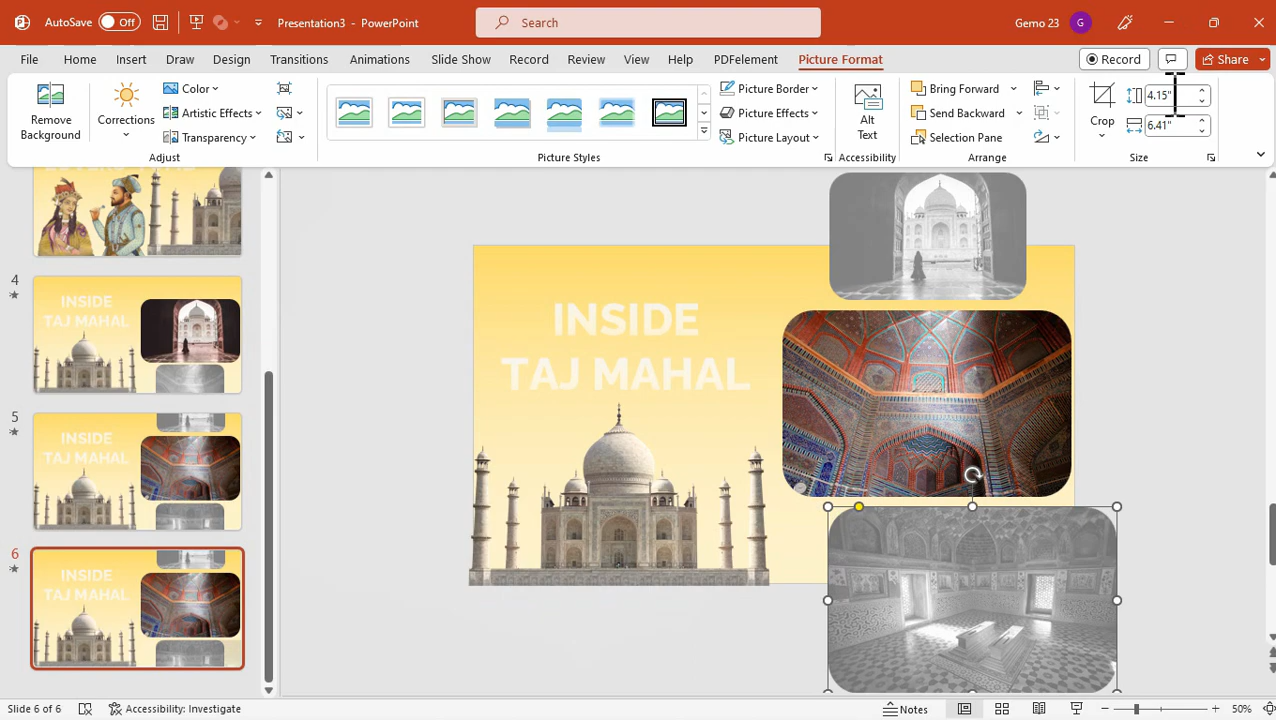 AutoSave Off Presentation3 - PowerPoint Search Gemo 23 G
File Home Insert Draw Design Transitions Animations Slide Show Record Review View Help PDFelement Picture Format Record Share
Remove Background
Corrections
Color
Artistic Effects
Transparency
Adjust
Picture Border
Picture Effects
Picture Layout
Picture Styles
Alt Text
Accessibility
Bring Forward
Send Backward
Selection Pane
Arrange
Crop
4.15"
6.41"
Size
4
INSIDE
TAJ MAHAL
5
INSIDE
TAJ MAHAL
6
INSIDE
TAJ MAHAL
INSIDE
TAJ MAHAL
Slide 6 of 6 Accessibility: Investigate Notes 50%